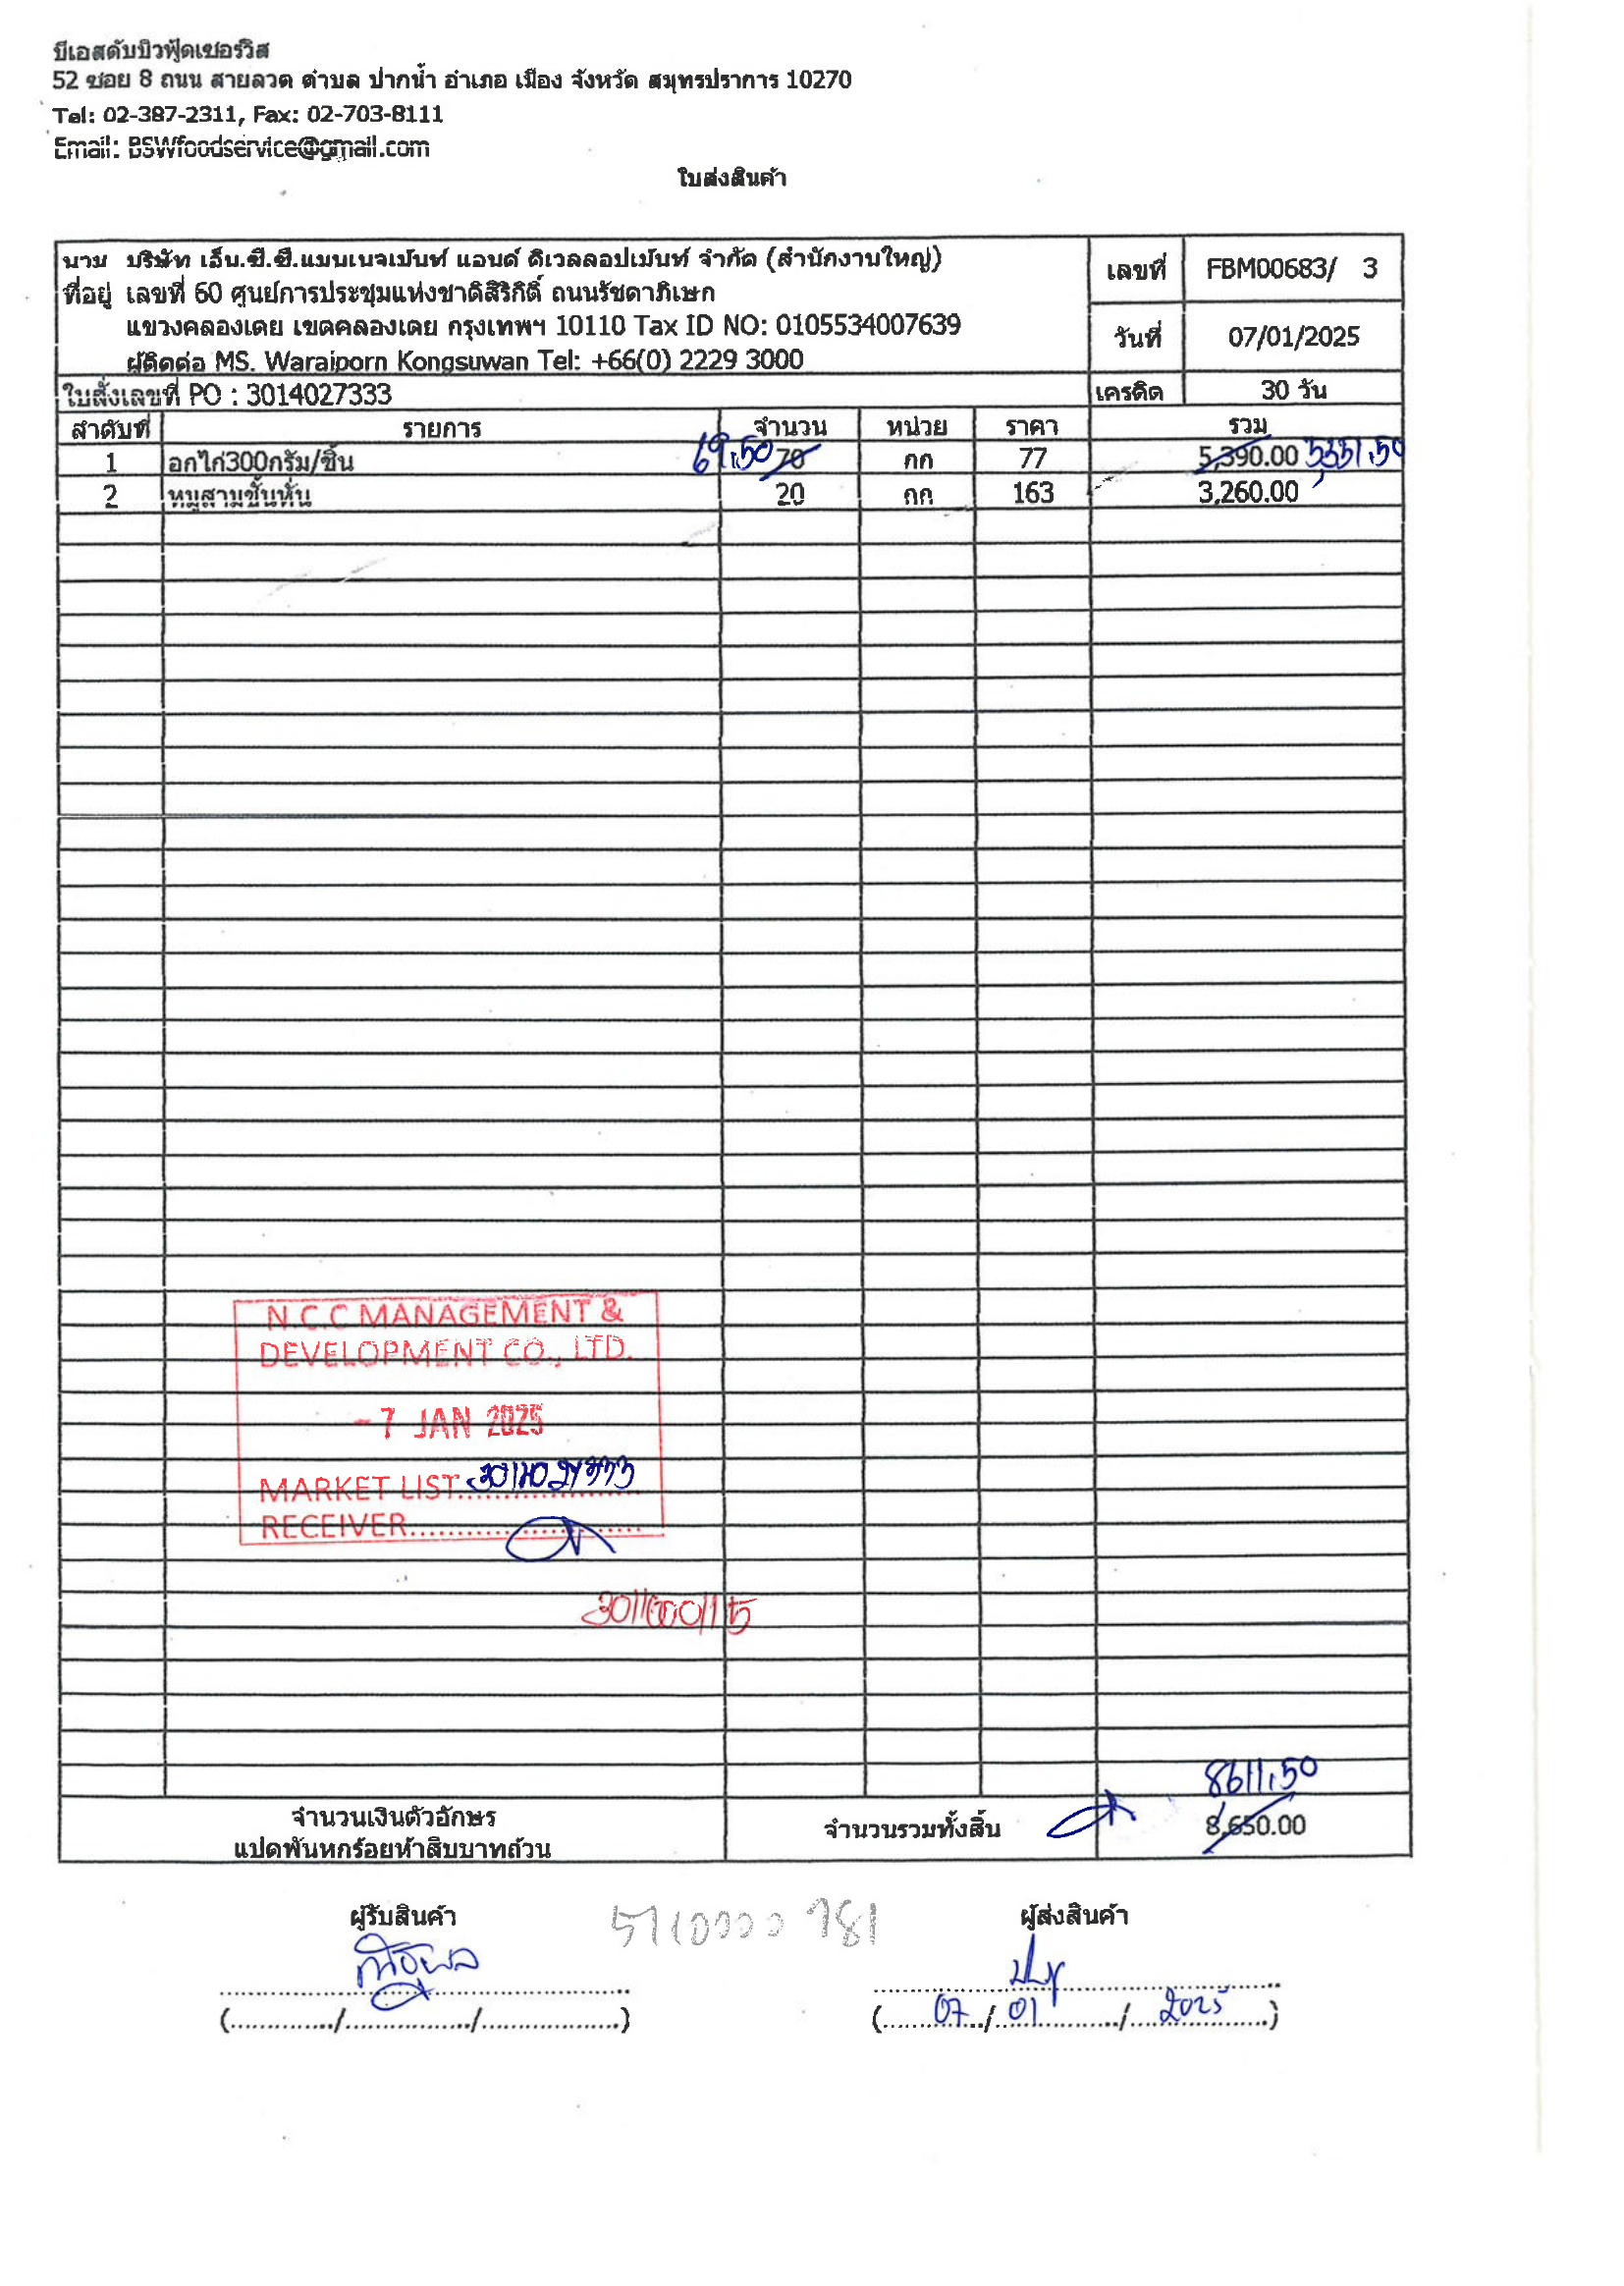 บีเอสดับบิวฟู้ดเซอร์วิส
52 ซอย 8 ถนน สายลวด ตำบล ปากน้ำ อำเภอ เมือง จังหวัด สมุทรปราการ 10270
Tel: 02-387-2311, Fax: 02-703-8111
Email: BSWfoodservice@gmail.com
ใบส่งสินค้า
นาม บริษัท เอ็น.ซี.ซี.แมนเนจเม้นท์ แอนด์ ดิเวลลอปเม้นท์ จำกัด (สำนักงานใหญ่) เลขที่ FBM00683/ 3
ที่อยู่ เลขที่ 60 ศูนย์การประชุมแห่งชาติสิริกิติ์ ถนนรัชดาภิเษก
แขวงคลองเตย เขตคลองเตย กรุงเทพฯ 10110 Tax ID NO: 0105534007639 วันที่ 07/01/2025
ผู้ติดต่อ MS. Waraiporn Kongsuwan Tel: +66(0) 2229 3000
ใบสั่งเลขที่ PO : 3014027333 เครดิต 30 วัน
ลำดับที่ รายการ จำนวน หน่วย ราคา รวม
1 อกไก่300กรัม/ชิ้น 69.50 70 กก 77 5,390.00 5,351.50
2 หมูสามชั้นหั่น 20 กก 163 3,260.00
N.C.C MANAGEMENT &
DEVELOPMENT CO., LTD.
- 7 JAN 2025
MARKET LIST 3014027333
RECEIVER
3011000115
8611.50
จำนวนเงินตัวอักษร จำนวนรวมทั้งสิ้น 8,650.00
แปดพันหกร้อยห้าสิบบาทถ้วน
ผู้รับสินค้า ผู้ส่งสินค้า
(............./................/..................) (07/01/2025)